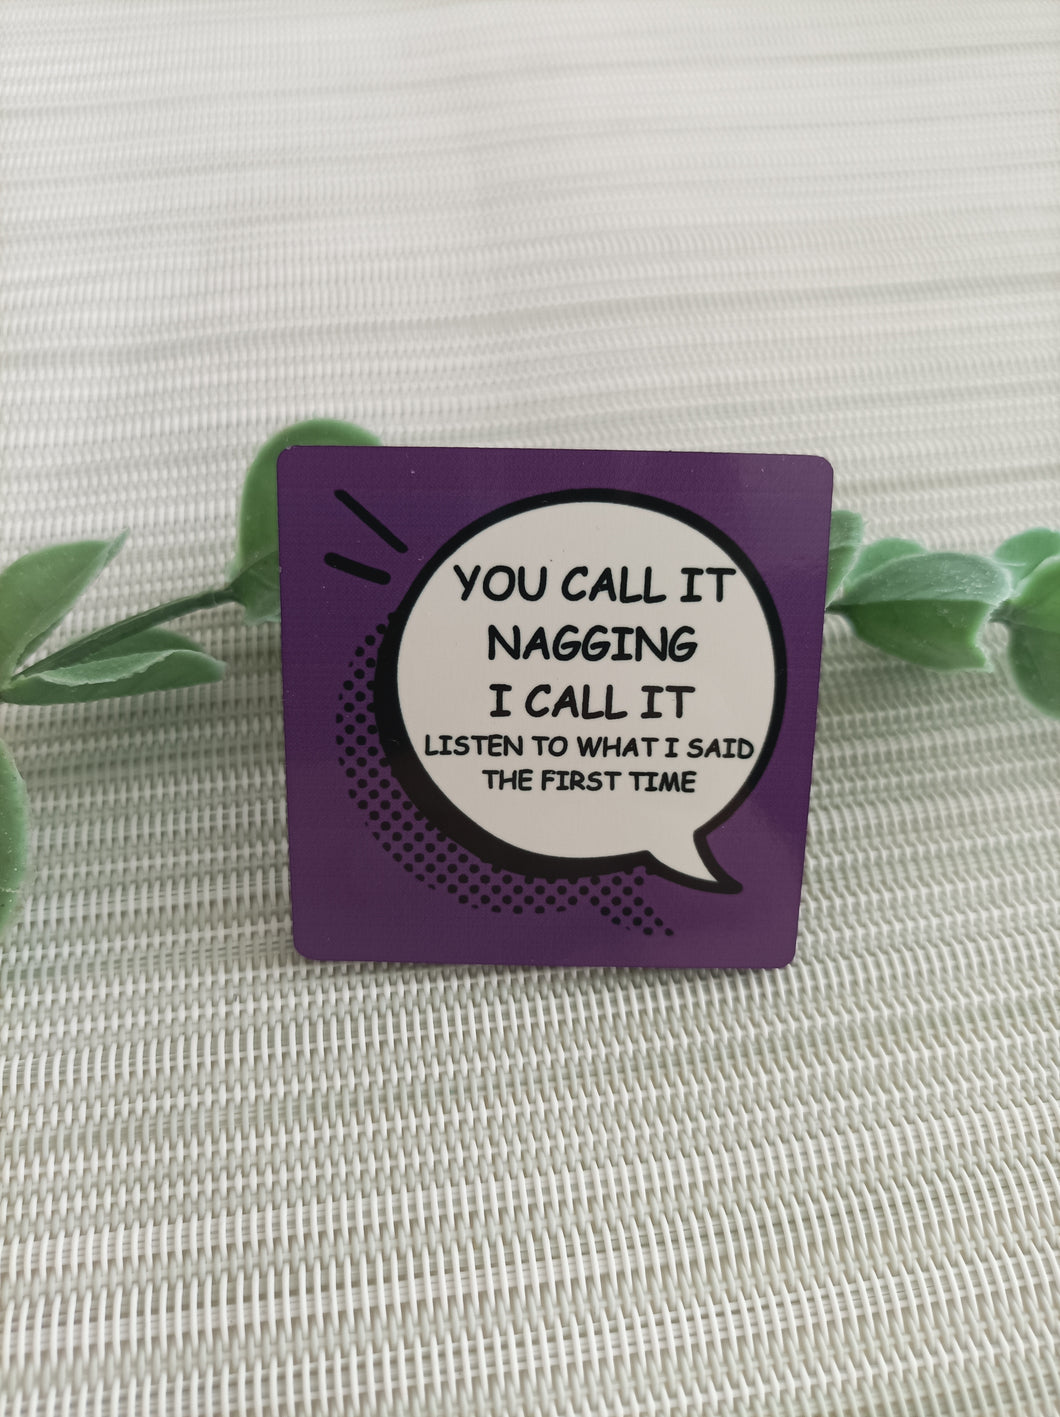 YOU CALL IT
NAGGING
I CALL IT
LISTEN TO WHAT I SAID
THE FIRST TIME